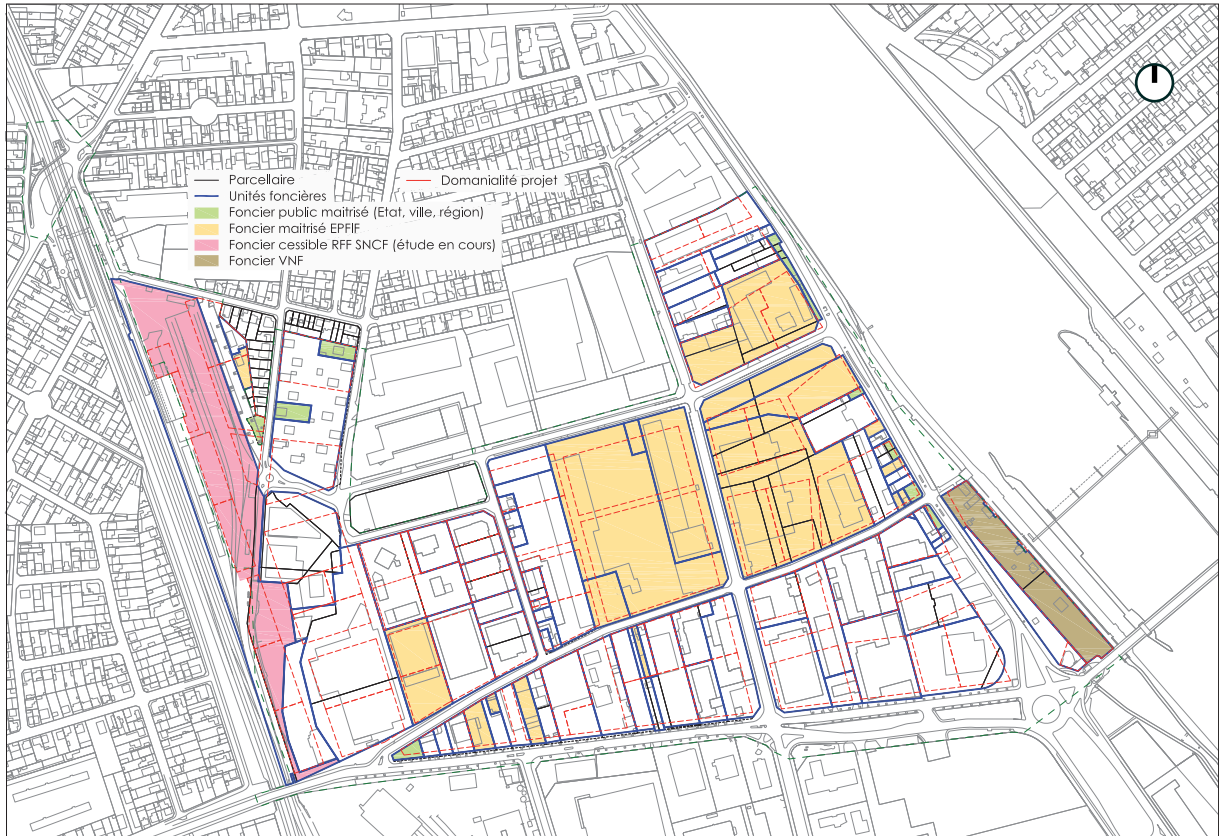 Parcellaire
Domanialité projet
Unités foncières
Foncier public maitrisé (Etat, ville, région)
Foncier maitrisé EPFIF
Foncier cessible RFF SNCF (étude en cours)
Foncier VNF